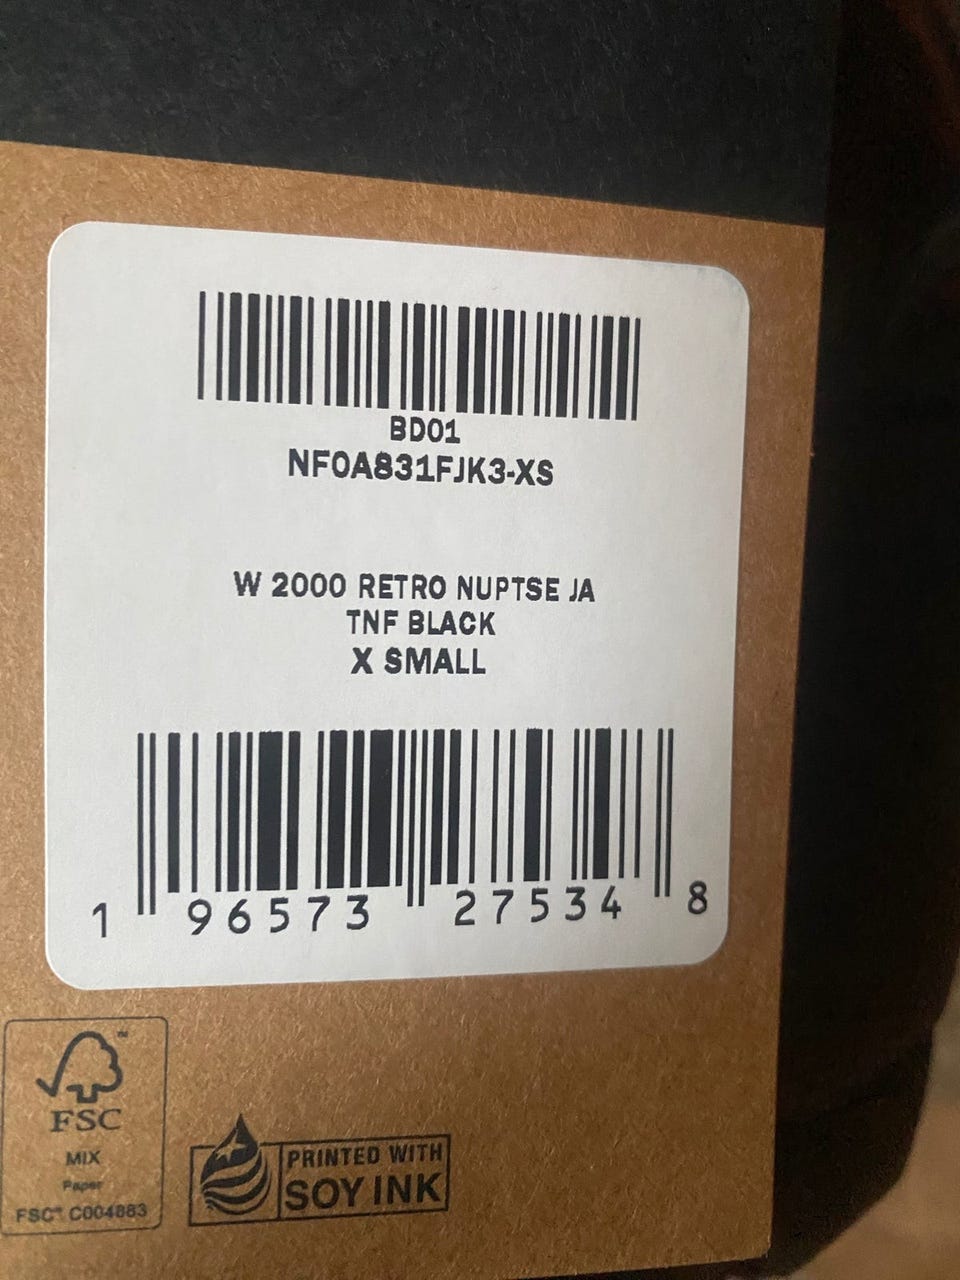 BD01
NF0A831FJK3-XS
W 2000 RETRO NUPTSE JA
TNF BLACK
X SMALL
1 96573 27534 8
™
FSC
MIX
Paper
FSC® C004883
PRINTED WITH
SOY INK